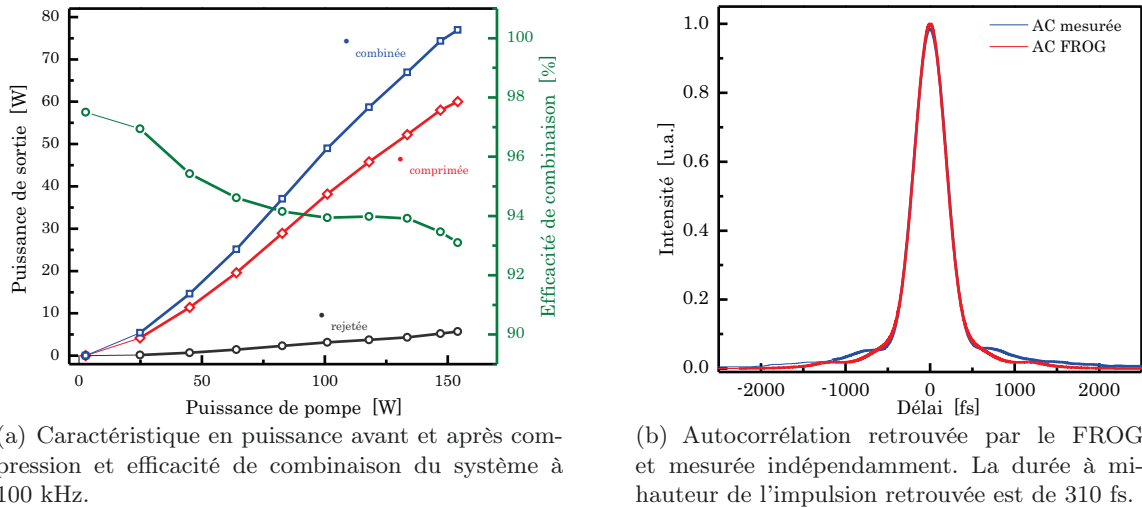 80
70
60
50
40
30
20
10
0
Puissance de sortie [W]
0
50
100
150
Puissance de pompe [W]
100
98
96
94
92
90
Efficacité de combinaison [%]
combinée
comprimée
rejetée
(a) Caractéristique en puissance avant et après com-
pression et efficacité de combinaison du système à
100 kHz.
1.0
0.8
0.6
0.4
0.2
0.0
Intensité [u.a.]
-2000
-1000
0
1000
2000
Délai [fs]
AC mesurée
AC FROG
(b) Autocorrélation retrouvée par le FROG
et mesurée indépendamment. La durée à mi-
hauteur de l'impulsion retrouvée est de 310 fs.